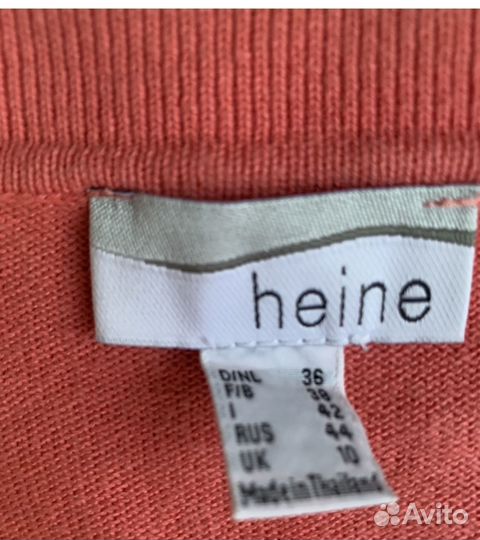 heine
D/NL 36
F/B 38
I 42
RUS 44
UK 10
Made in Thailand
Avito